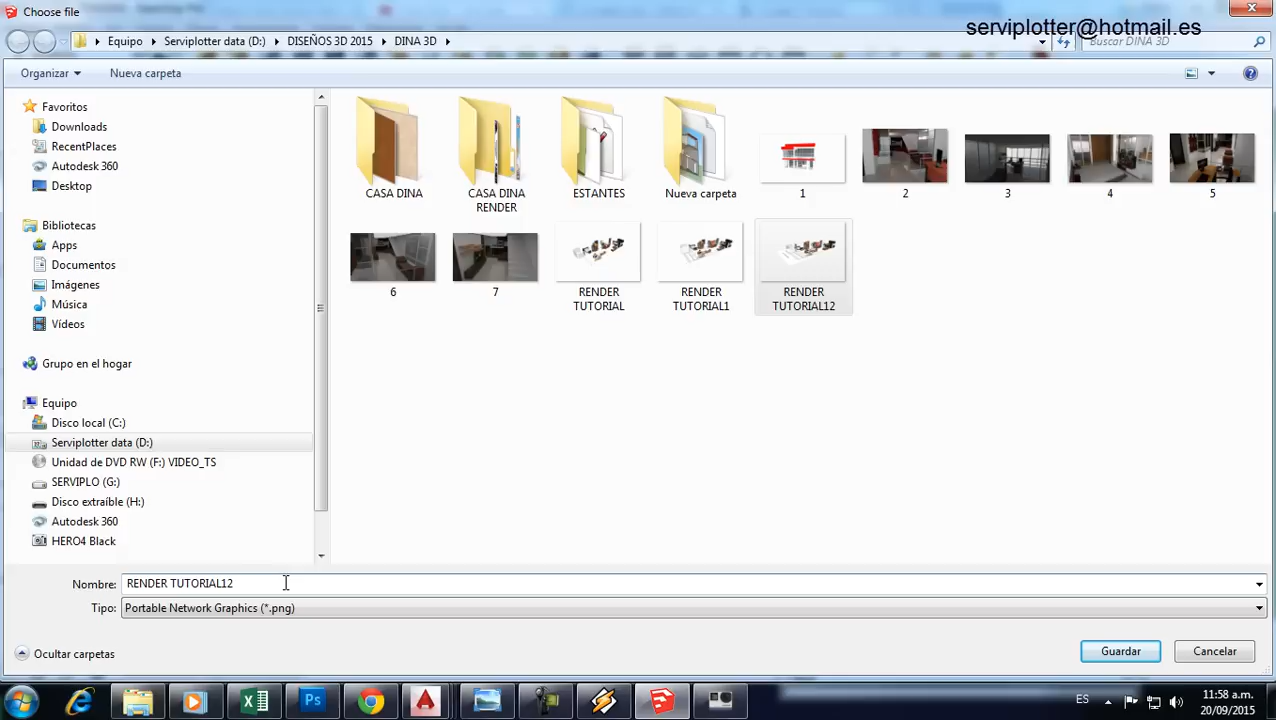 Choose file
serviplotter@hotmail.es
Equipo
Serviplotter data (D:)
DISEÑOS 3D 2015
DINA 3D
Buscar DINA 3D
Organizar
Nueva carpeta
Favoritos
Downloads
RecentPlaces
Autodesk 360
Desktop
Bibliotecas
Apps
Documentos
Imágenes
Música
Vídeos
Grupo en el hogar
Equipo
Disco local (C:)
Serviplotter data (D:)
Unidad de DVD RW (F:) VIDEO_TS
SERVIPLO (G:)
Disco extraíble (H:)
Autodesk 360
HERO4 Black
CASA DINA
CASA DINA
RENDER
ESTANTES
Nueva carpeta
1
2
3
4
5
6
7
RENDER
TUTORIAL
RENDER
TUTORIAL1
RENDER
TUTORIAL12
Nombre:
RENDER TUTORIAL12
Tipo:
Portable Network Graphics (*.png)
Ocultar carpetas
Guardar
Cancelar
Ps
ES
11:58 a.m.
20/09/2015